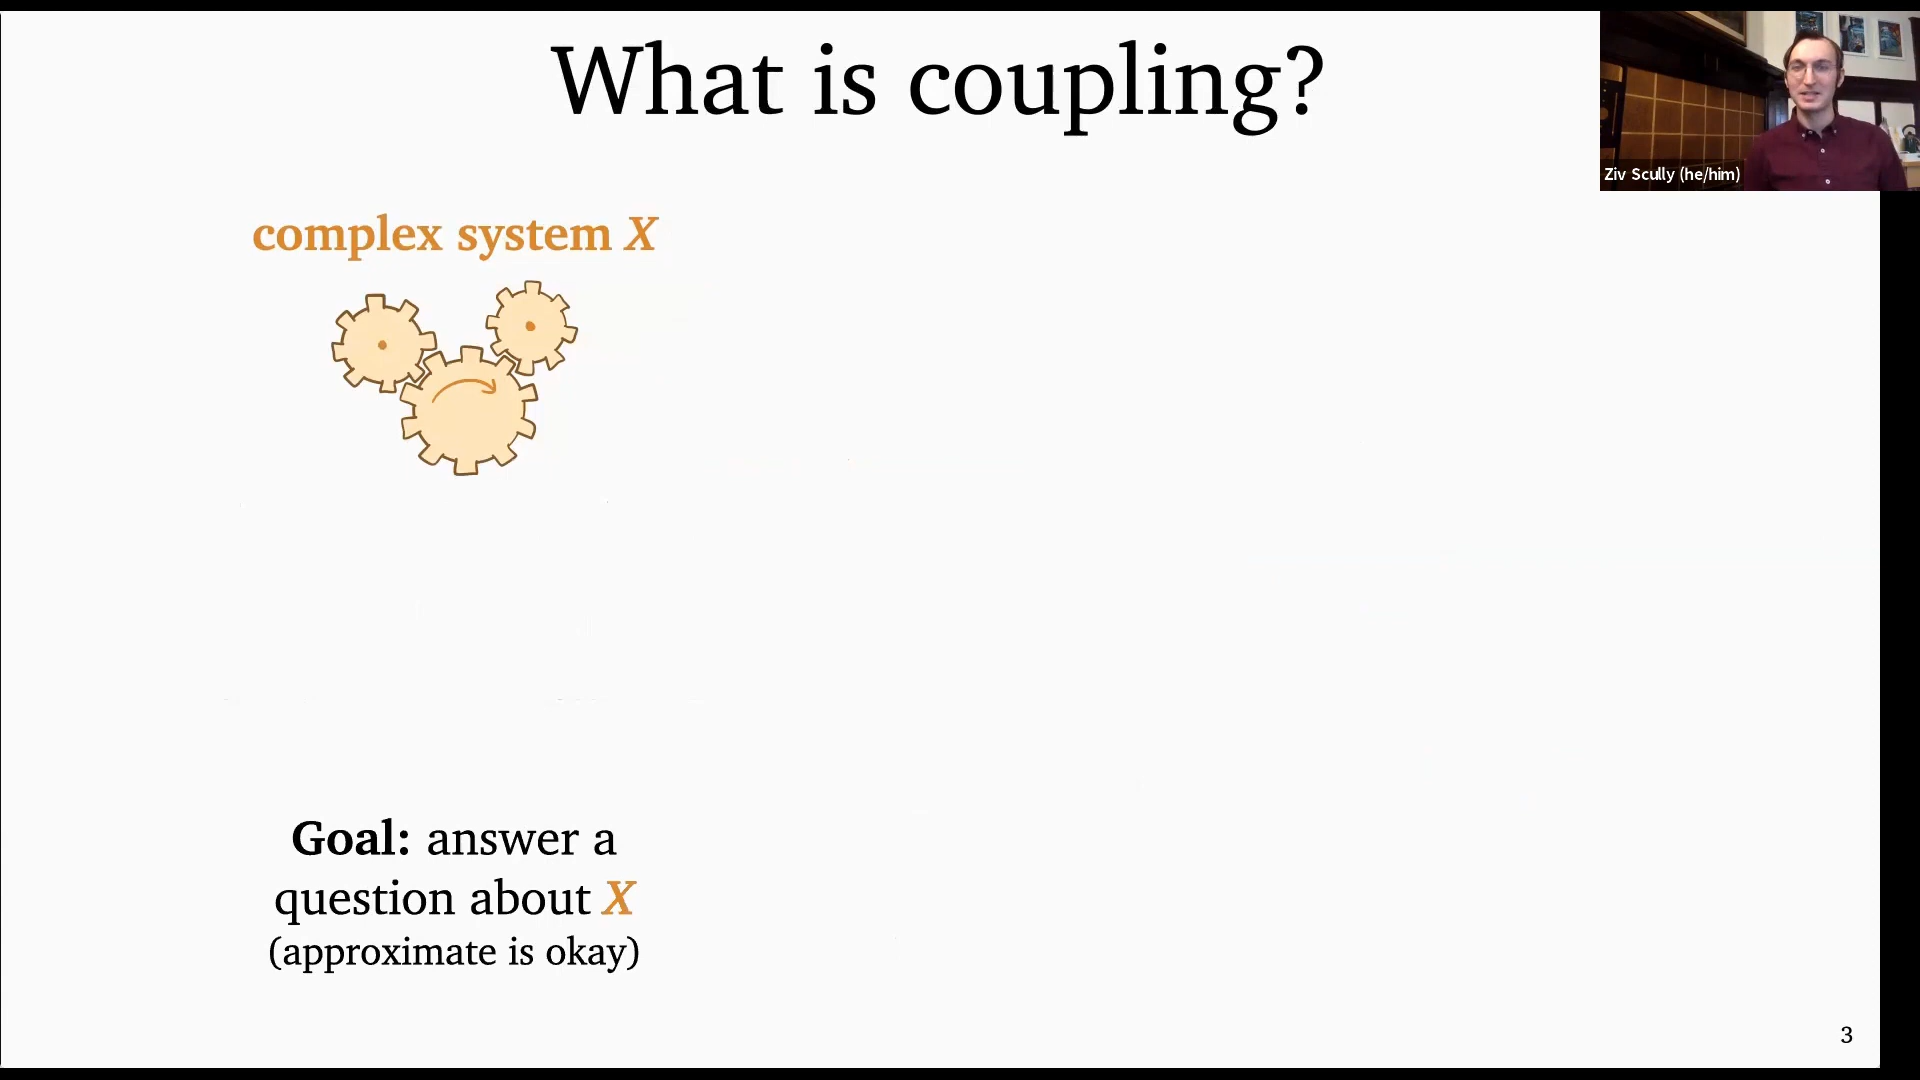 What is coupling?
Ziv Scully (he/him)
complex system X
Goal: answer a
question about X
(approximate is okay)
3